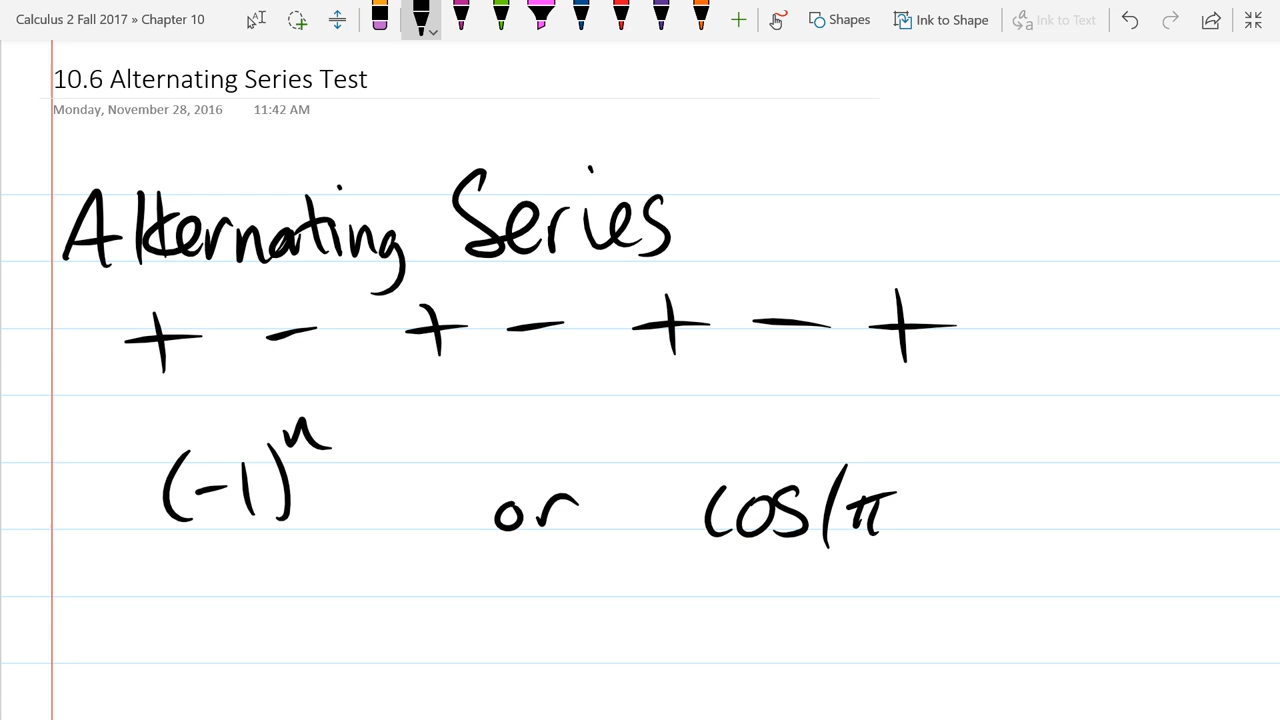 Calculus 2 Fall 2017 » Chapter 10 Shapes Ink to Shape Ink to Text
10.6 Alternating Series Test
Monday, November 28, 2016 11:42 AM
Alternating Series
+ - + - + - +
(-1)^n or cos(π